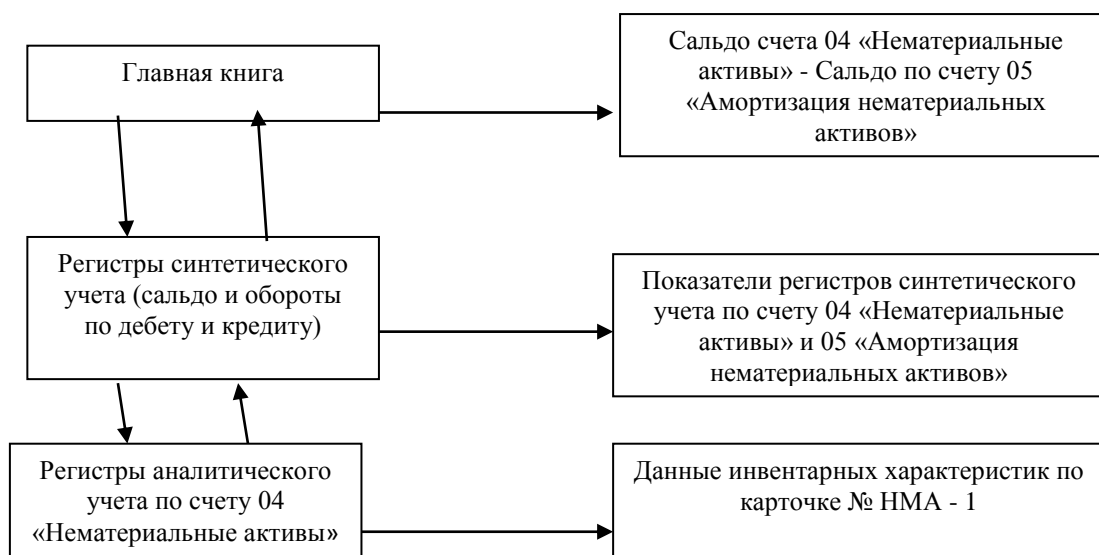 Главная книга
Сальдо счета 04 «Нематериальные
активы» - Сальдо по счету 05
«Амортизация нематериальных
активов»
Регистры синтетического
учета (сальдо и обороты
по дебету и кредиту)
Показатели регистров синтетического
учета по счету 04 «Нематериальные
активы» и 05 «Амортизация
нематериальных активов»
Регистры аналитического
учета по счету 04
«Нематериальные активы»
Данные инвентарных характеристик по
карточке № НМА - 1